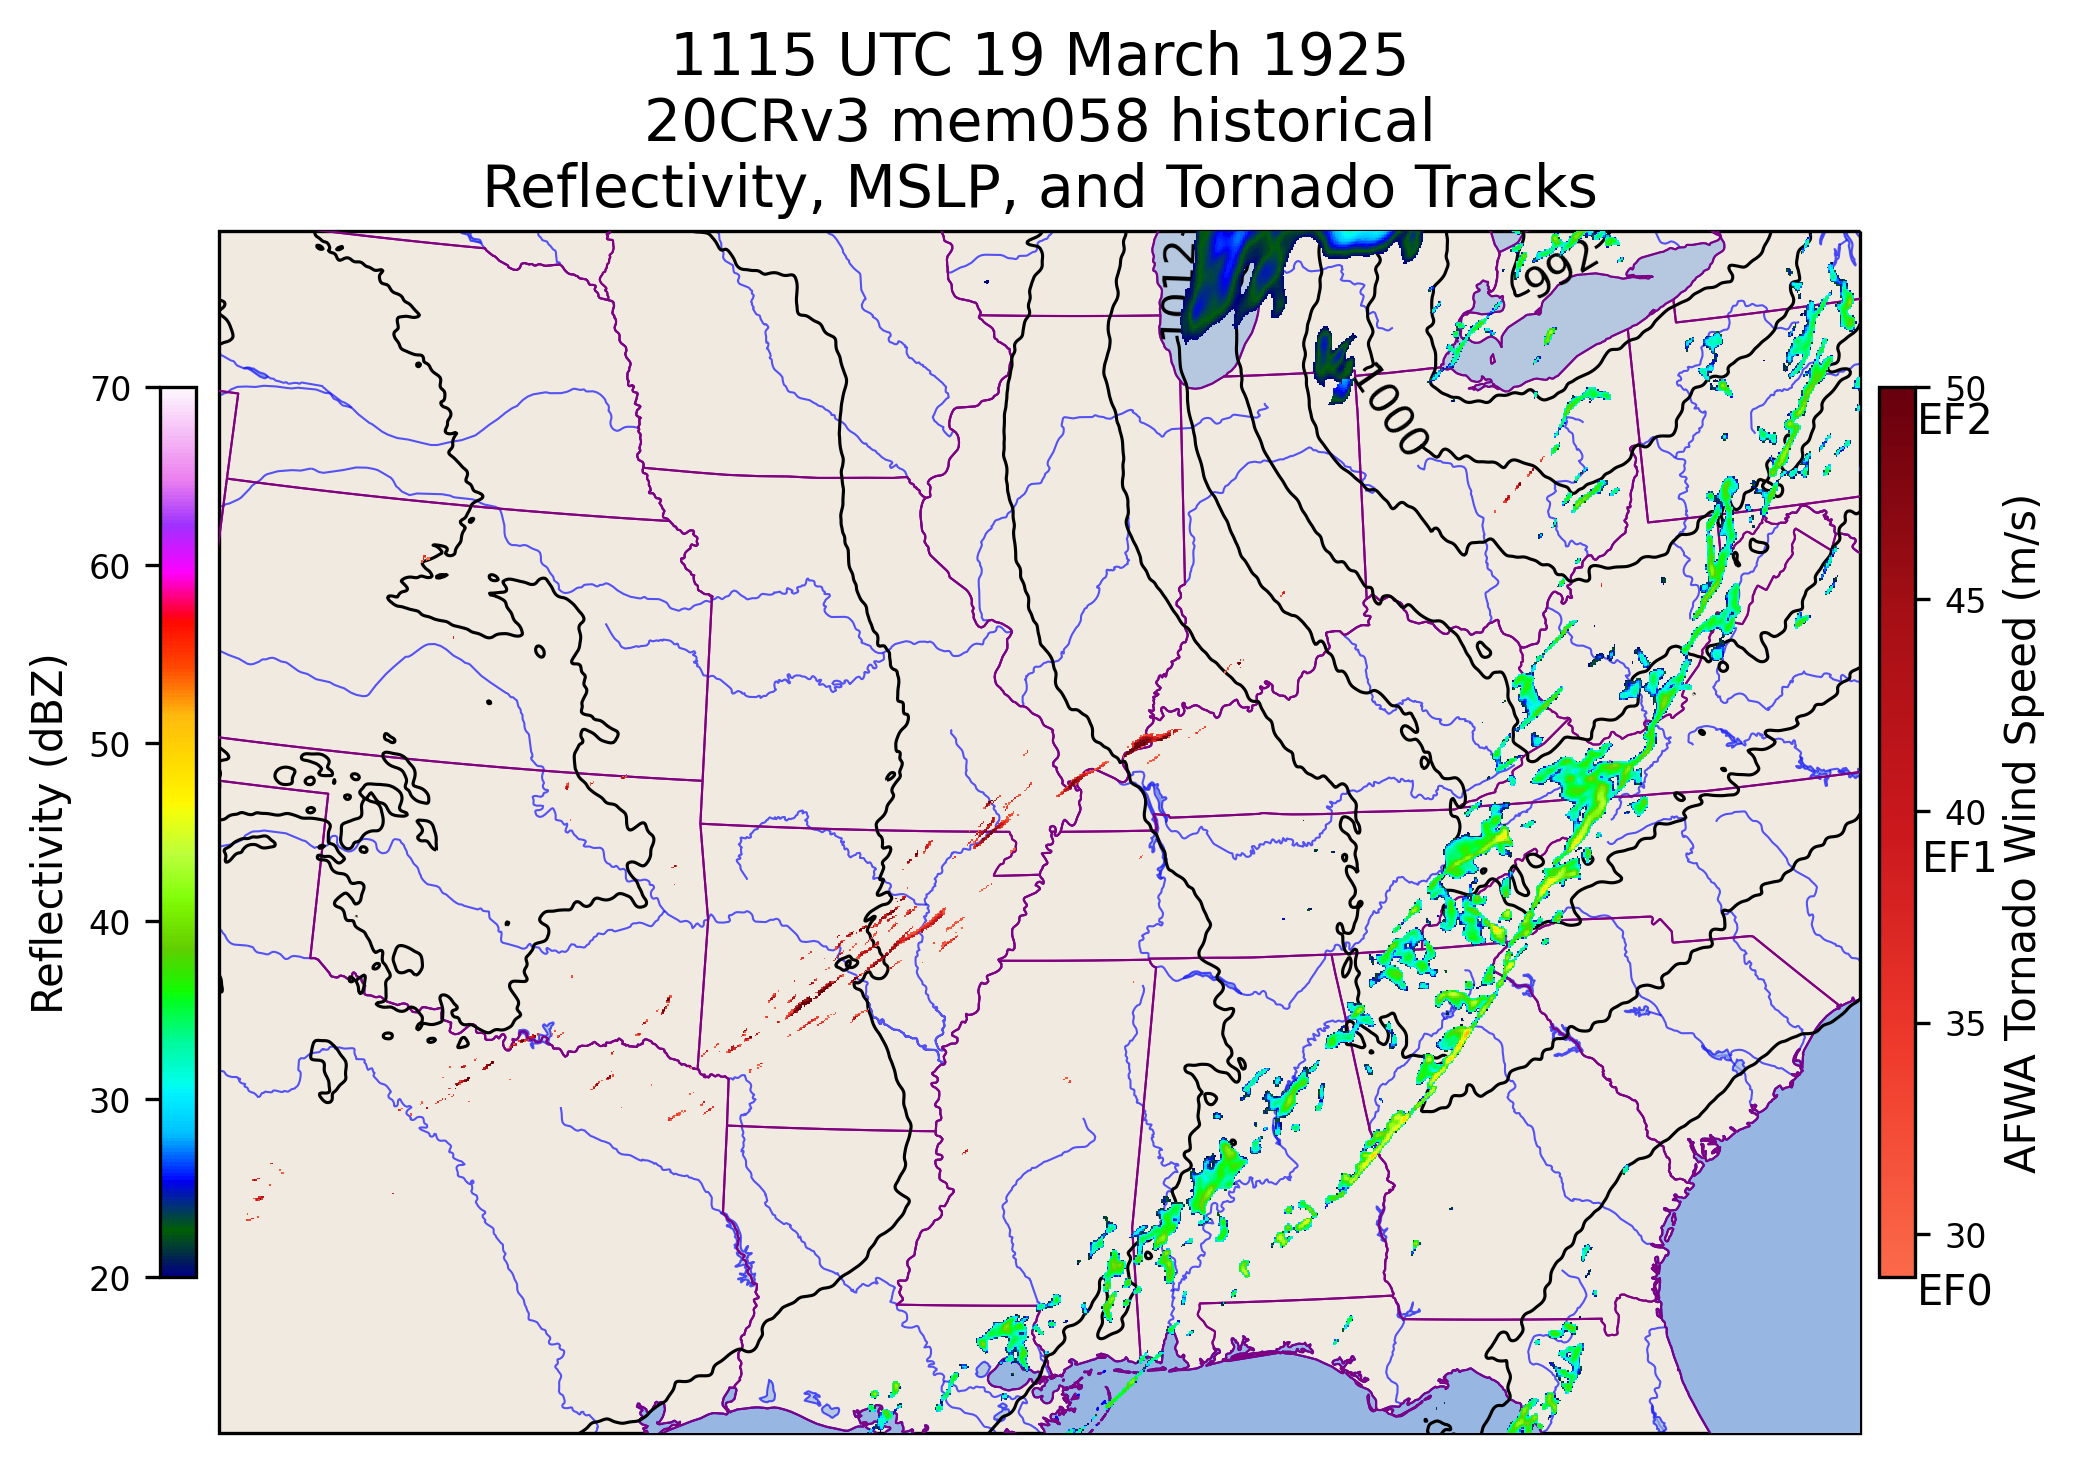 1115 UTC 19 March 1925
20CRv3 mem058 historical
Reflectivity, MSLP, and Tornado Tracks
1012
992
1000
70
60
50
40
30
20
Reflectivity (dBZ)
50
EF2
45
40
EF1
35
30
EF0
AFWA Tornado Wind Speed (m/s)